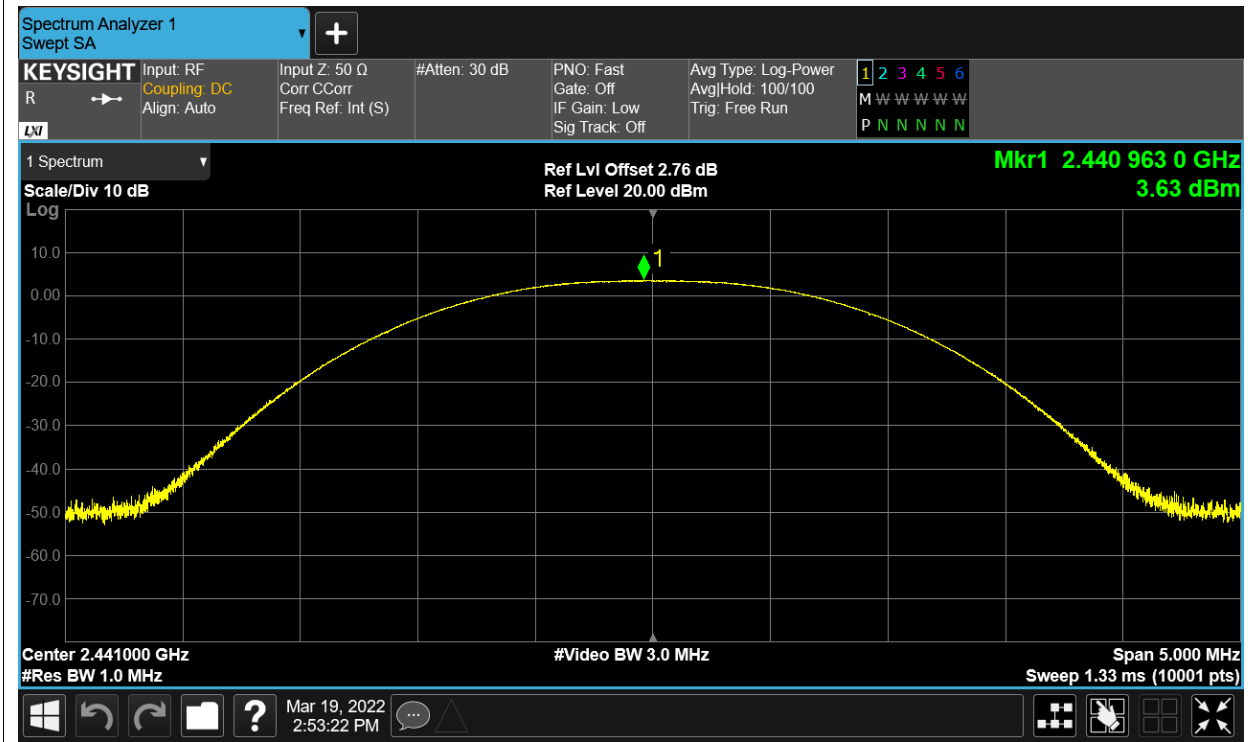 Spectrum Analyzer 1
Swept SA
KEYSIGHT
R
LXI
Input: RF
Coupling: DC
Align: Auto
Input Z: 50 Ω
Corr CCorr
Freq Ref: Int (S)
#Atten: 30 dB
PNO: Fast
Gate: Off
IF Gain: Low
Sig Track: Off
Avg Type: Log-Power
Avg|Hold: 100/100
Trig: Free Run
1 2 3 4 5 6
M W W W W W
P N N N N N
1 Spectrum
Scale/Div 10 dB
Log
Ref Lvl Offset 2.76 dB
Ref Level 20.00 dBm
Mkr1 2.440 963 0 GHz
3.63 dBm
1
10.0
0.00
-10.0
-20.0
-30.0
-40.0
-50.0
-60.0
-70.0
Center 2.441000 GHz
#Res BW 1.0 MHz
#Video BW 3.0 MHz
Span 5.000 MHz
Sweep 1.33 ms (10001 pts)
?
Mar 19, 2022
2:53:22 PM